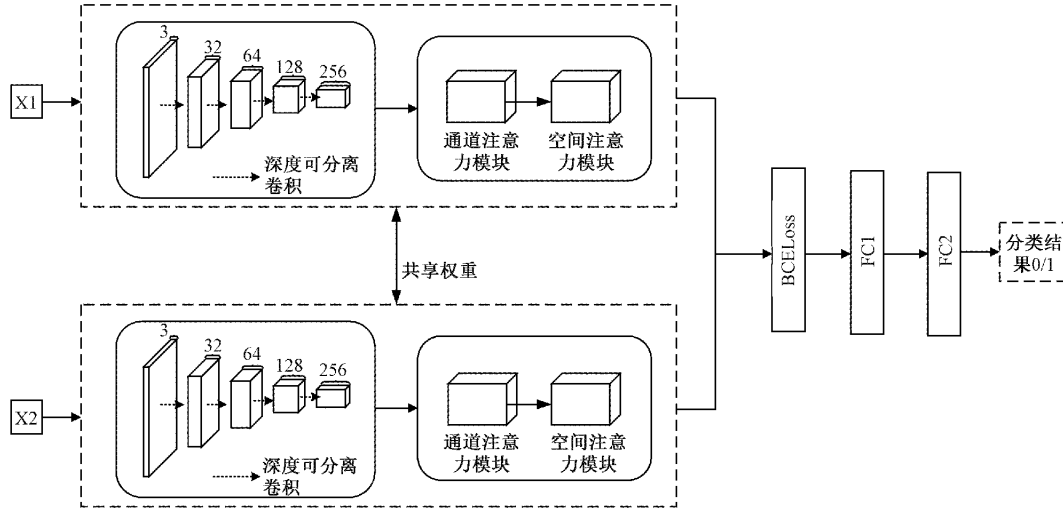 X1
3
32
64
128
256
深度可分离
卷积
通道注意
力模块
空间注意
力模块
共享权重
X2
3
32
64
128
256
深度可分离
卷积
通道注意
力模块
空间注意
力模块
BCELoss
FC1
FC2
分类结
果0/1